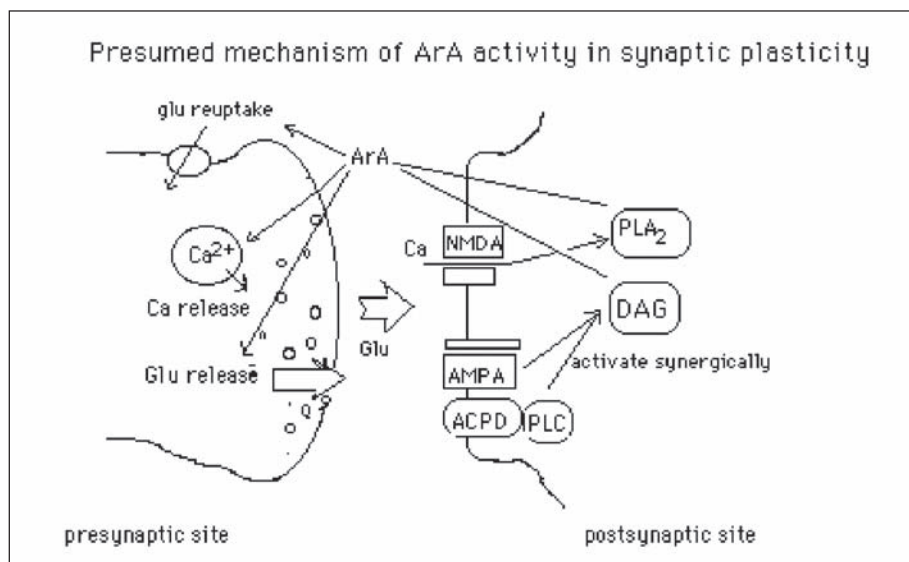 Presumed mechanism of ArA activity in synaptic plasticity
glu reuptake
ArA
Ca2+
Ca release
Glu release
Glu
Ca
NMDA
PLA2
DAG
activate synergically
AMPA
ACPD
PLC
presynaptic site
postsynaptic site